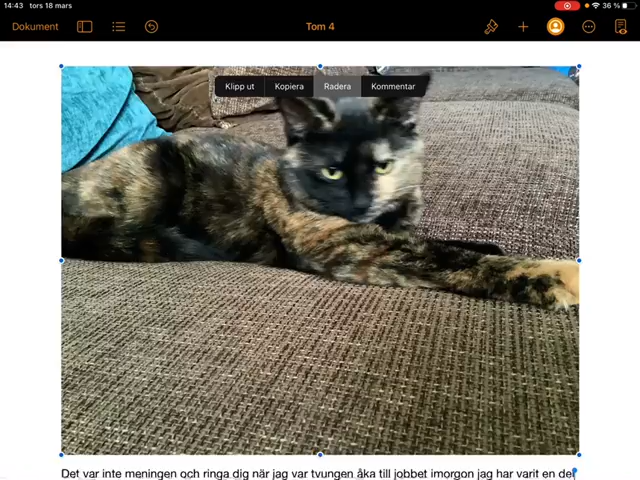 14:43 tors 18 mars 36 %
Dokument Tom 4
Klipp ut Kopiera Radera Kommentar
Det var inte meningen och ringa dig när jag var tvungen åka till jobbet imorgon jag har varit en del